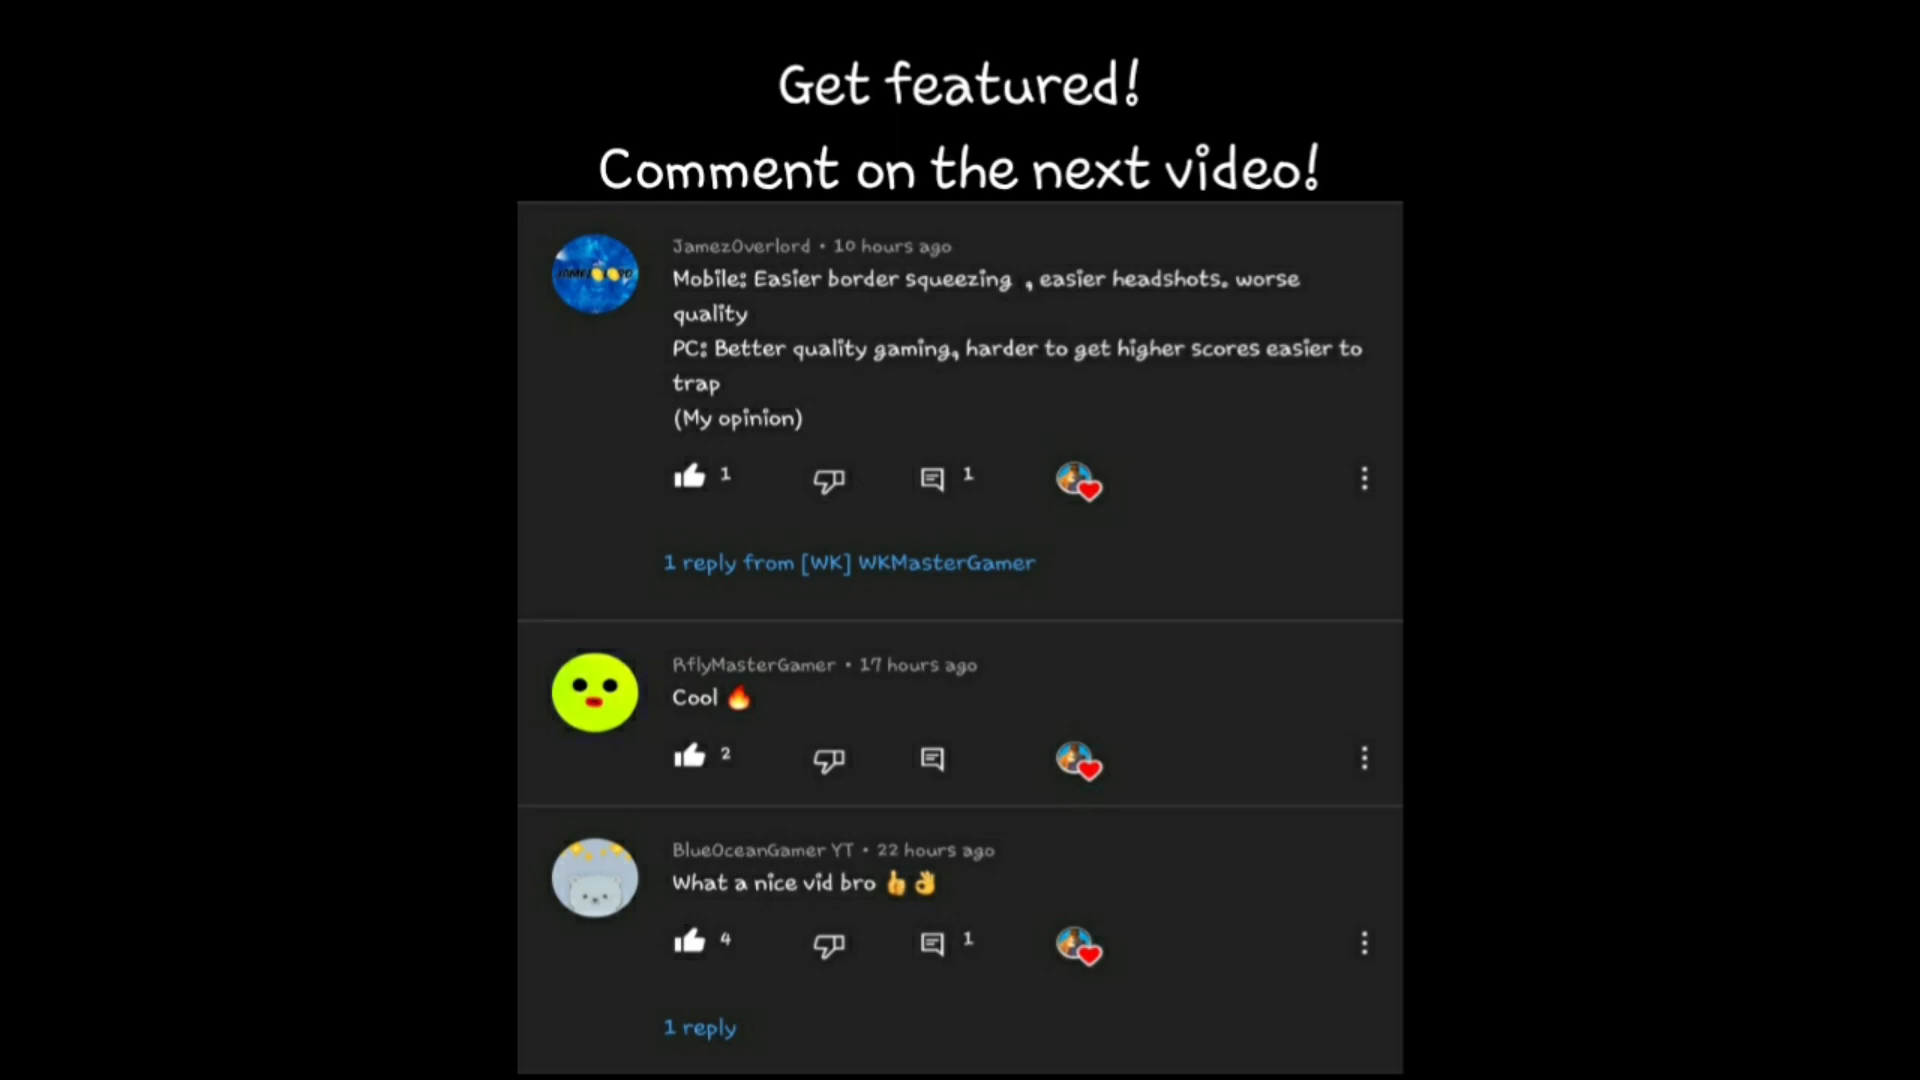 Get featured!
Comment on the next video!
JamezOverlord • 10 hours ago
Mobile: Easier border squeezing , easier headshots. worse
quality
PC: Better quality gaming, harder to get higher scores easier to
trap
(My opinion)
1 1
1 reply from [WK] WKMasterGamer
RflyMasterGamer • 17 hours ago
Cool 🔥
2
BlueOceanGamer YT • 22 hours ago
What a nice vid bro 👍👌
4 1
1 reply